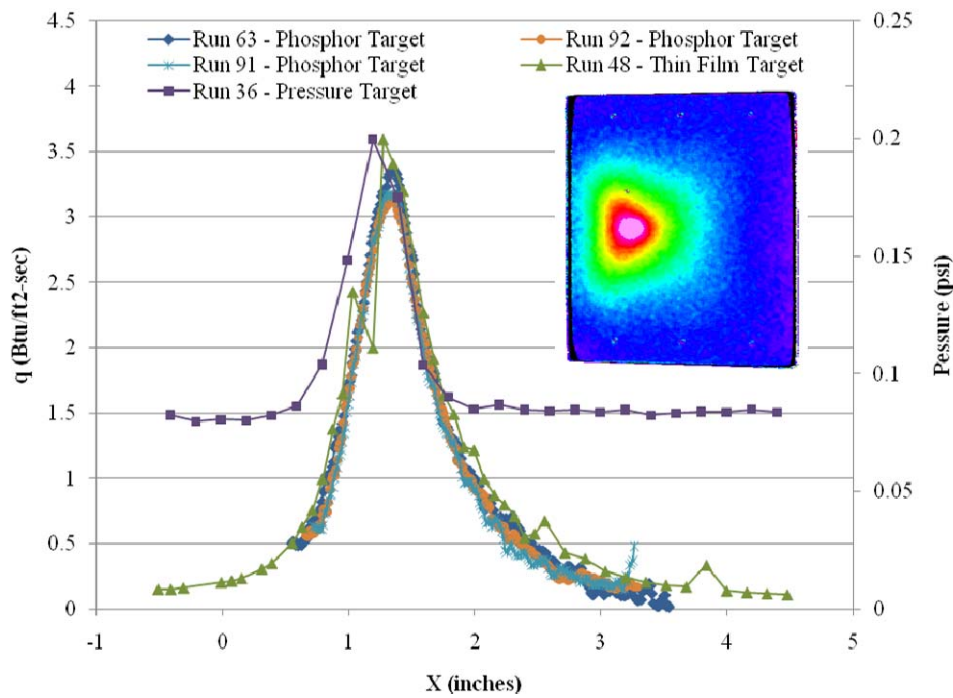 4.5
4
3.5
3
2.5
2
1.5
1
0.5
0
q (Btu/ft2-sec)
Run 63 - Phosphor Target
Run 92 - Phosphor Target
Run 91 - Phosphor Target
Run 48 - Thin Film Target
Run 36 - Pressure Target
0.25
0.2
0.15
0.1
0.05
0
Pessure (psi)
-1 0 1 2 3 4 5
X (inches)